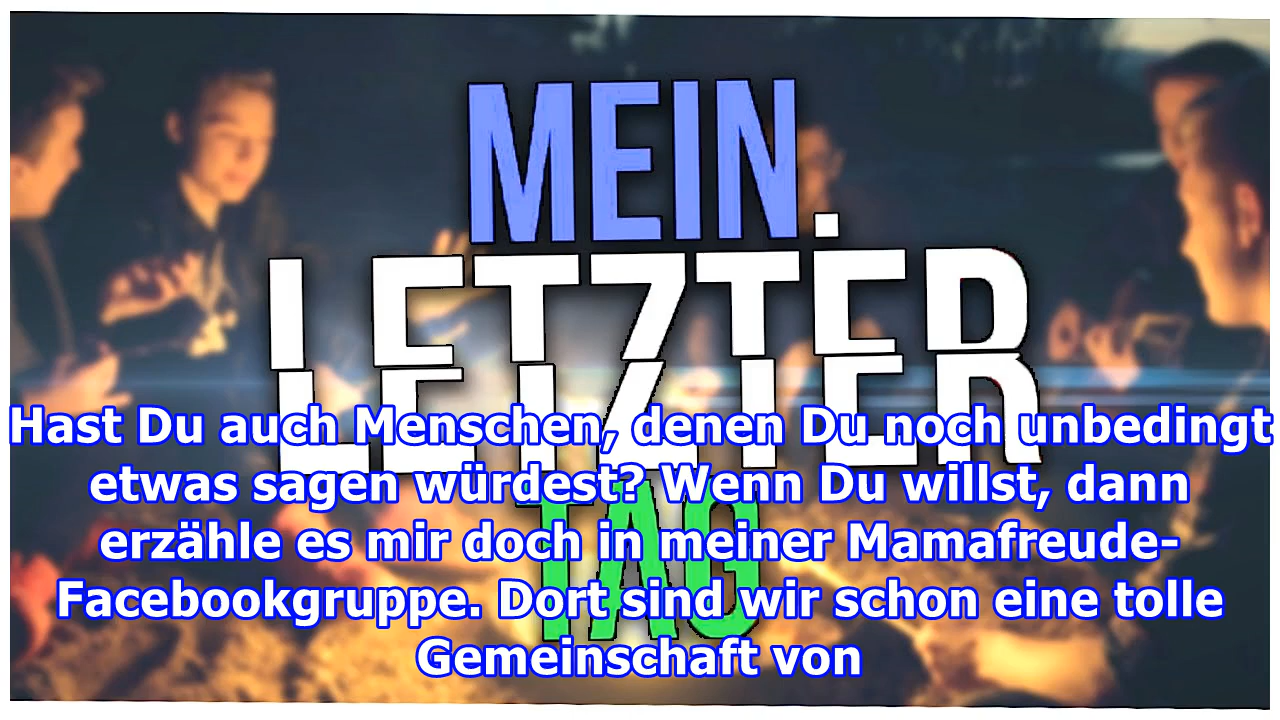 MEIN
LETZTER
TAG
Hast Du auch Menschen, denen Du noch unbedingt
etwas sagen würdest? Wenn Du willst, dann
erzähle es mir doch in meiner Mamafreude-
Facebookgruppe. Dort sind wir schon eine tolle
Gemeinschaft von